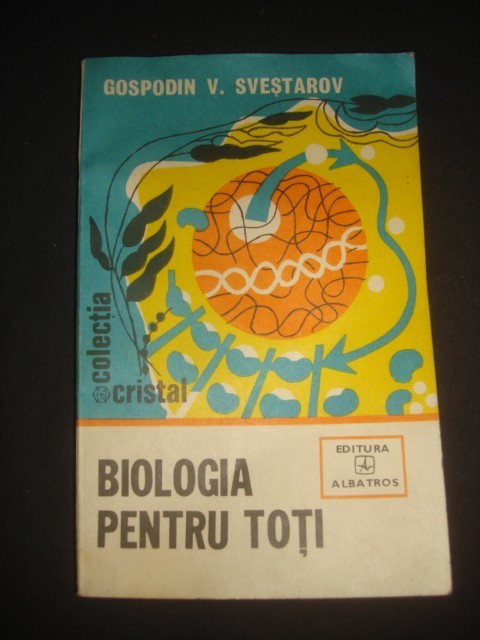 GOSPODIN V. SVEȘTAROV
colecția
cristal
BIOLOGIA
PENTRU TOȚI
EDITURA
ALBATROS